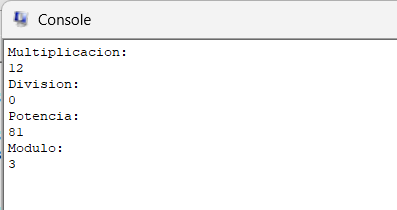 Console
Multiplicacion:
12
Division:
0
Potencia:
81
Modulo:
3